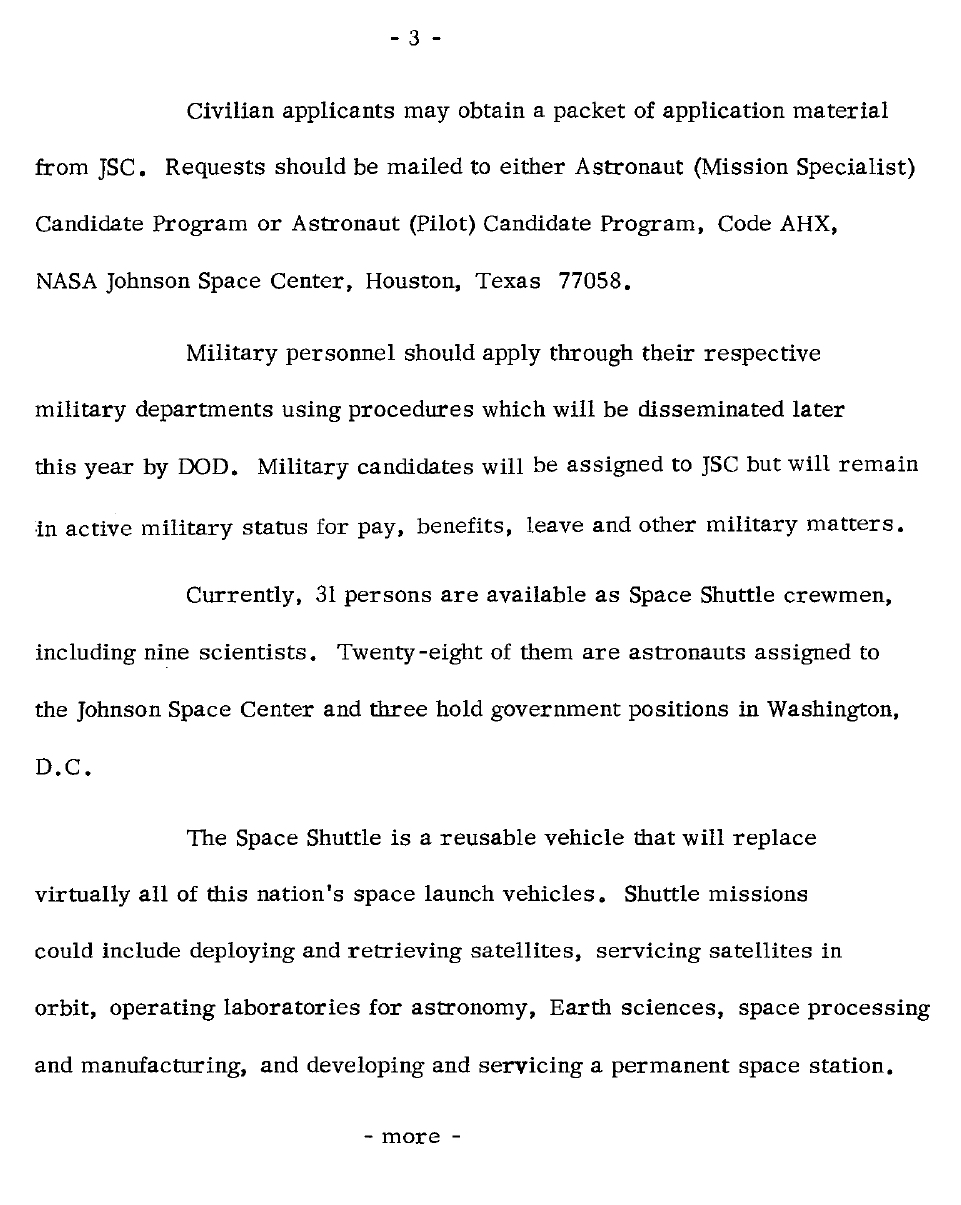 - 3 -
Civilian applicants may obtain a packet of application material
from JSC. Requests should be mailed to either Astronaut (Mission Specialist)
Candidate Program or Astronaut (Pilot) Candidate Program, Code AHX,
NASA Johnson Space Center, Houston, Texas 77058.
Military personnel should apply through their respective
military departments using procedures which will be disseminated later
this year by DOD. Military candidates will be assigned to JSC but will remain
in active military status for pay, benefits, leave and other military matters.
Currently, 31 persons are available as Space Shuttle crewmen,
including nine scientists. Twenty-eight of them are astronauts assigned to
the Johnson Space Center and three hold government positions in Washington,
D.C.
The Space Shuttle is a reusable vehicle that will replace
virtually all of this nation's space launch vehicles. Shuttle missions
could include deploying and retrieving satellites, servicing satellites in
orbit, operating laboratories for astronomy, Earth sciences, space processing
and manufacturing, and developing and servicing a permanent space station.
- more -